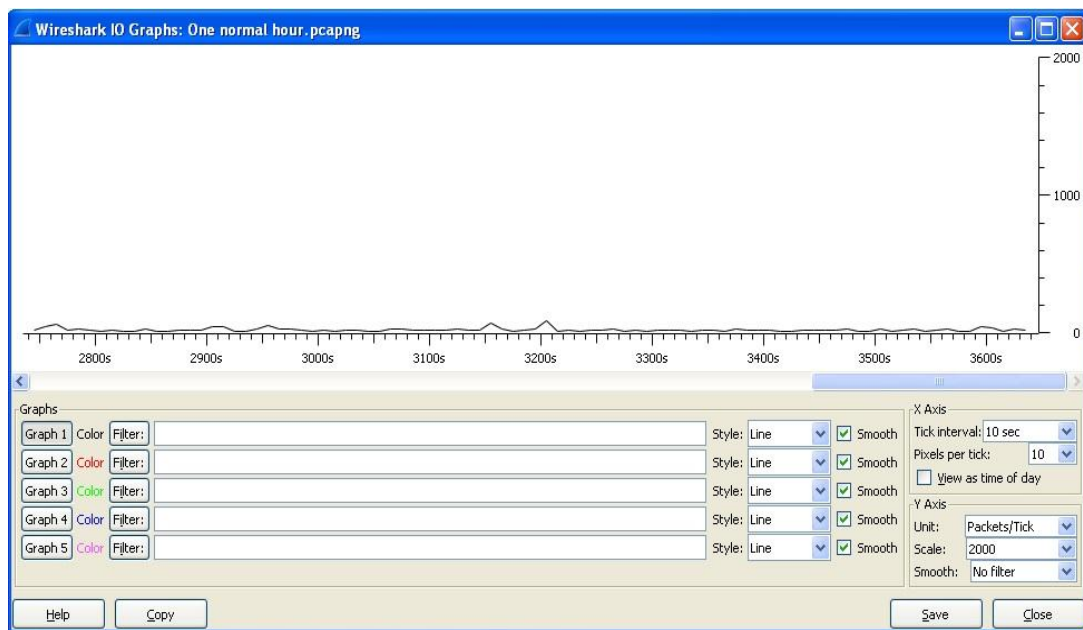 Wireshark IO Graphs: One normal hour.pcapng
2000
1000
0
2800s 2900s 3000s 3100s 3200s 3300s 3400s 3500s 3600s
Graphs
Graph 1 Color Filter: Style: Line Smooth
Graph 2 Color Filter: Style: Line Smooth
Graph 3 Color Filter: Style: Line Smooth
Graph 4 Color Filter: Style: Line Smooth
Graph 5 Color Filter: Style: Line Smooth
X Axis
Tick interval: 10 sec
Pixels per tick: 10
View as time of day
Y Axis
Unit: Packets/Tick
Scale: 2000
Smooth: No filter
Help Copy Save Close